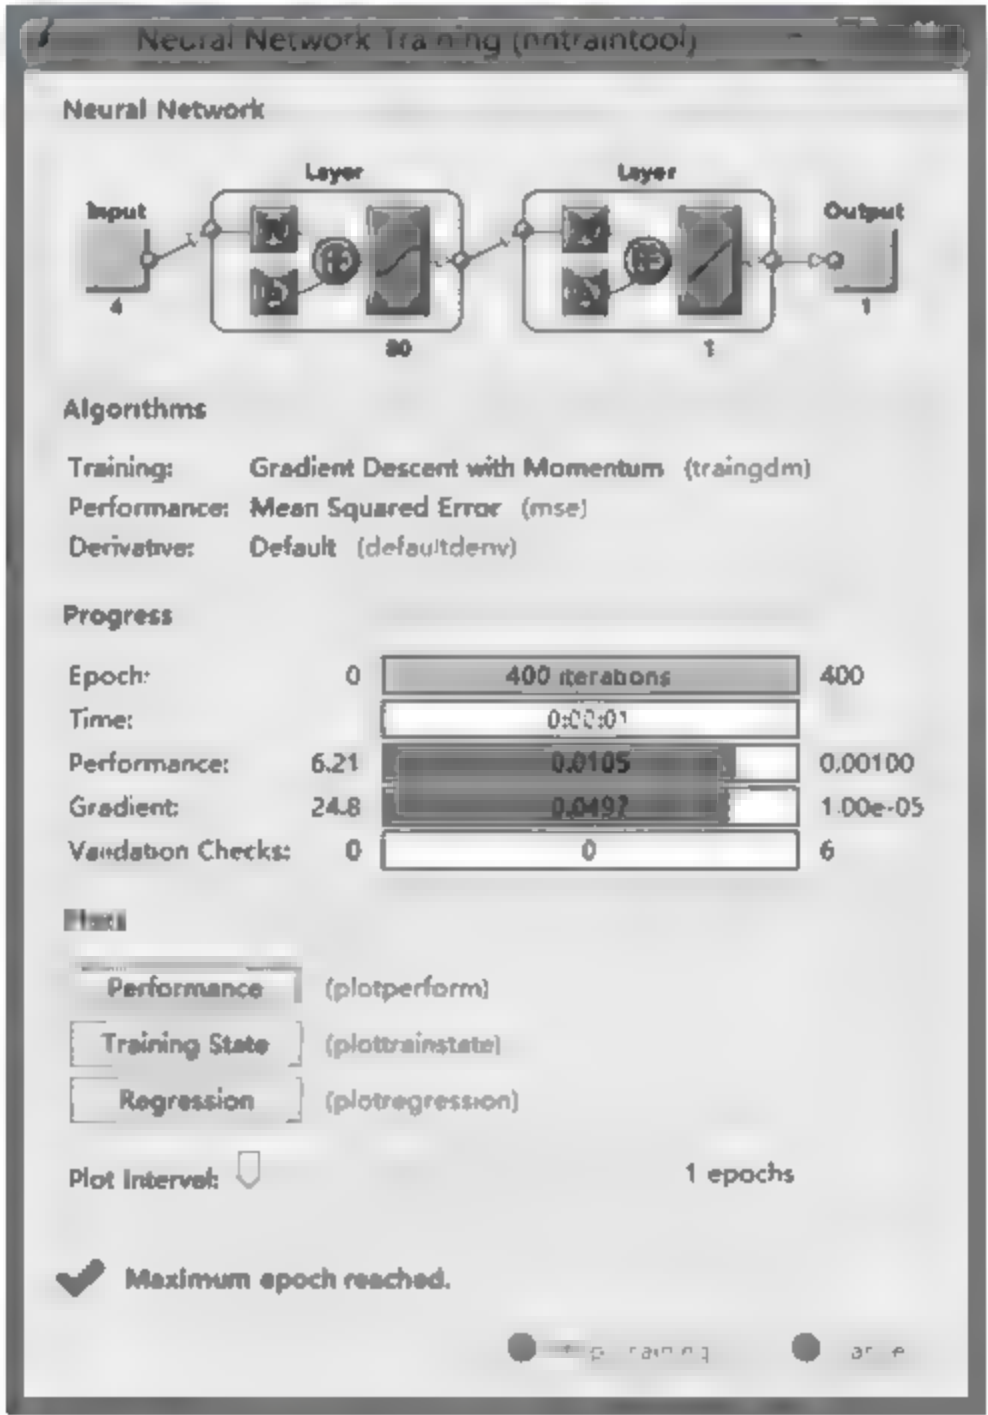 Neural Network Training (nntraintool)
Neural Network
Layer Layer
Input Output
W W
b b
4 1
80 1
Algorithms
Training: Gradient Descent with Momentum (traingdm)
Performance: Mean Squared Error (mse)
Derivative: Default (defaultderiv)
Progress
Epoch: 0 400 iterations 400
Time: 0:00:01
Performance: 6.21 0.0105 0.00100
Gradient: 24.8 0.0497 1.00e-05
Validation Checks: 0 0 6
Plots
Performance (plotperform)
Training State (plottrainstate)
Regression (plotregression)
Plot Interval: 1 epochs
Maximum epoch reached.
Training